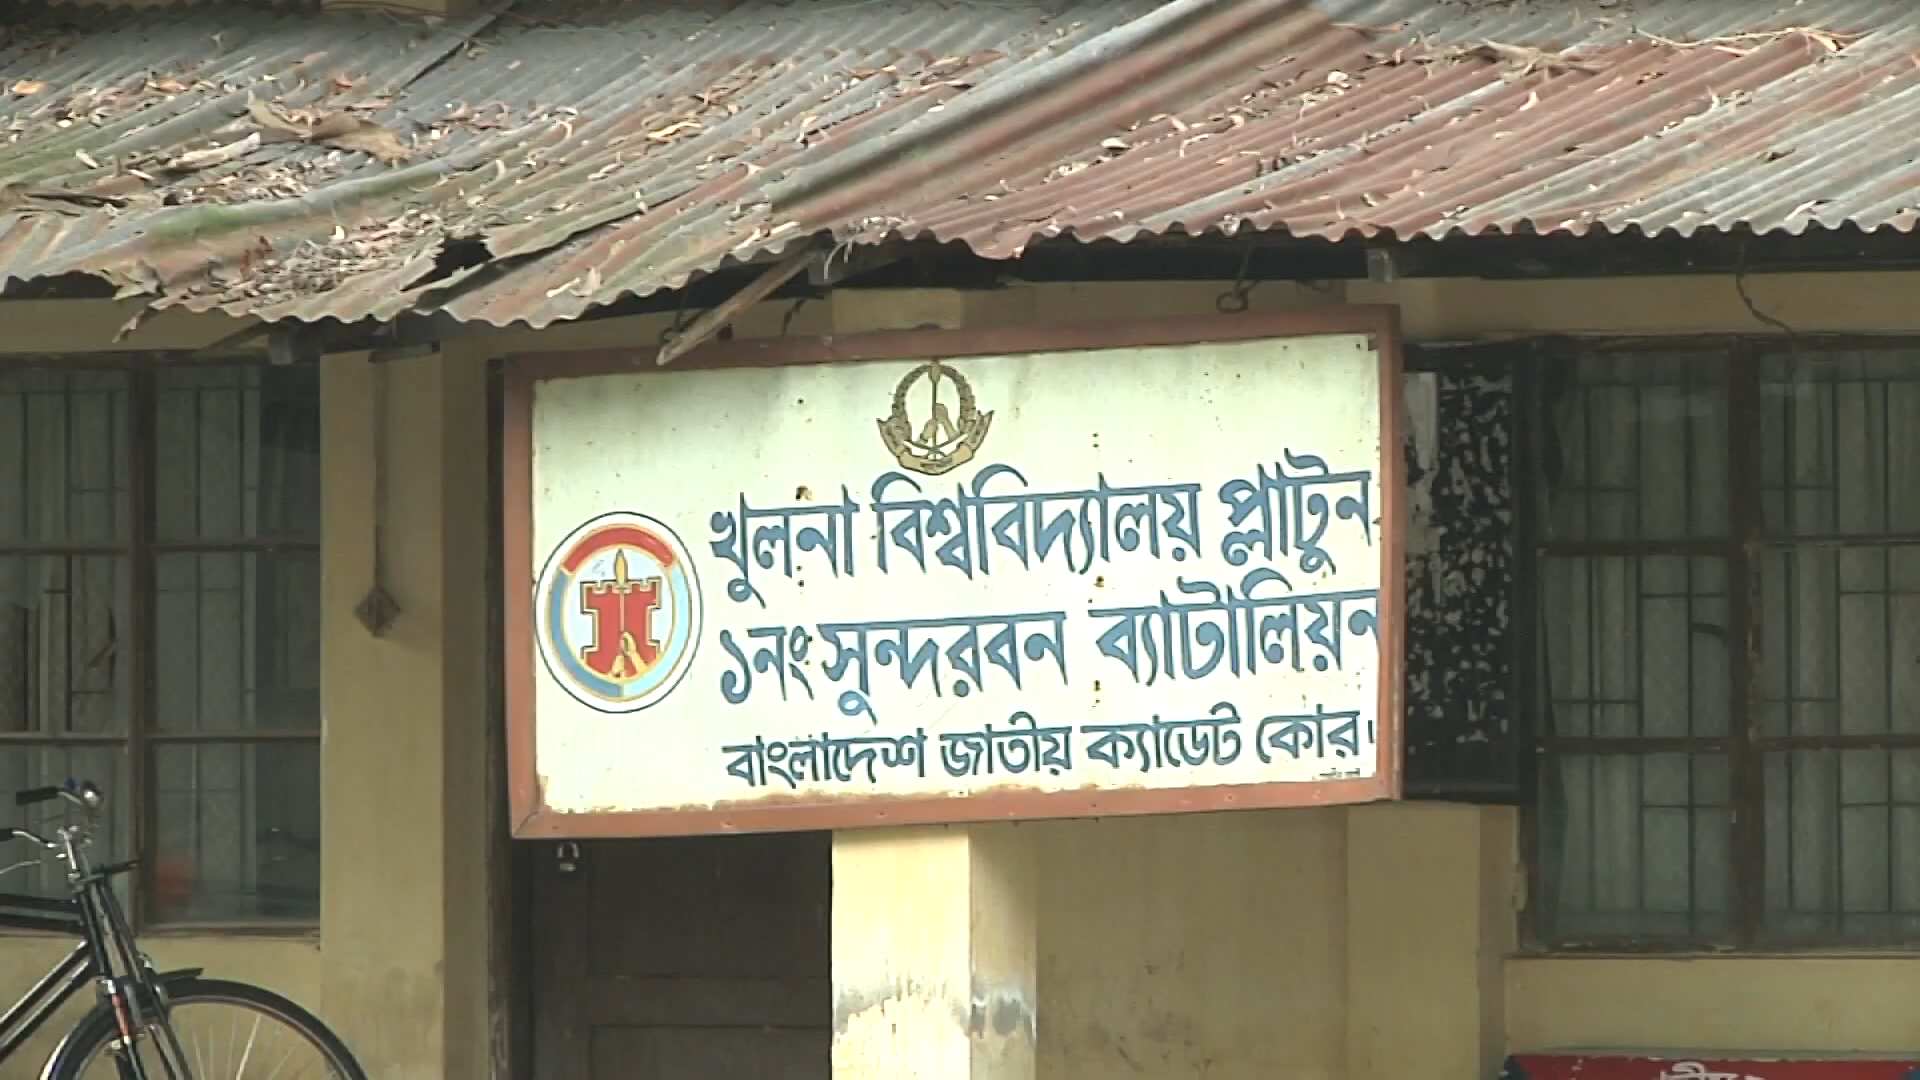 খুলনা বিশ্ববিদ্যালয় প্লাটুন
১নং সুন্দরবন ব্যাটালিয়ন
বাংলাদেশ জাতীয় ক্যাডেট কোর।